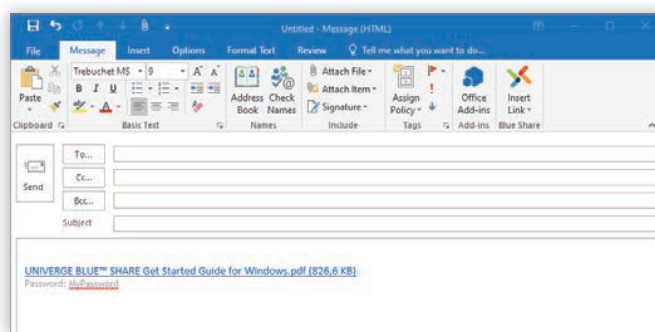 Untitled - Message (HTML)
File Message Insert Options Format Text Review Tell me what you want to do...
Paste
Clipboard
Trebuchet MS 9 A A
B I U
A
Basic Text
Address Book
Check Names
Names
Attach File
Attach Item
Signature
Include
Assign Policy
Tags
Office Add-ins
Add-ins
Insert Link
Blue Share
Send
To...
Cc...
Bcc...
Subject
UNIVERGE BLUE™ SHARE Get Started Guide for Windows.pdf (826,6 KB)
Password: MyPassword